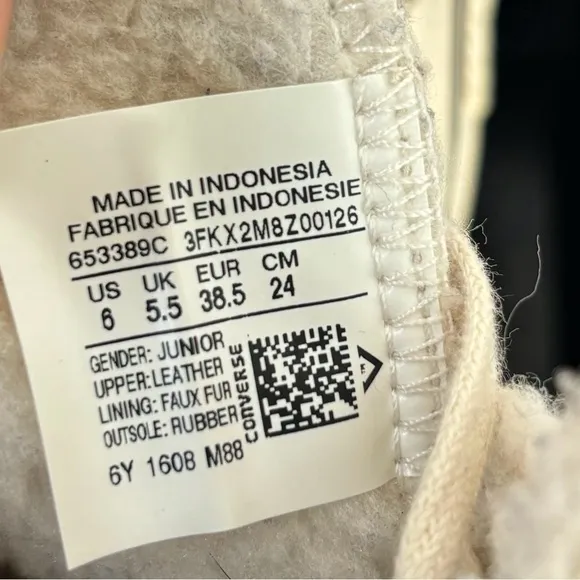 MADE IN INDONESIA
FABRIQUE EN INDONESIE
653389C 3FKX2M8Z00126
US UK EUR CM
6 5.5 38.5 24
GENDER: JUNIOR
UPPER: LEATHER
LINING: FAUX FUR
OUTSOLE: RUBBER
CONVERSE
6Y 1608 M88